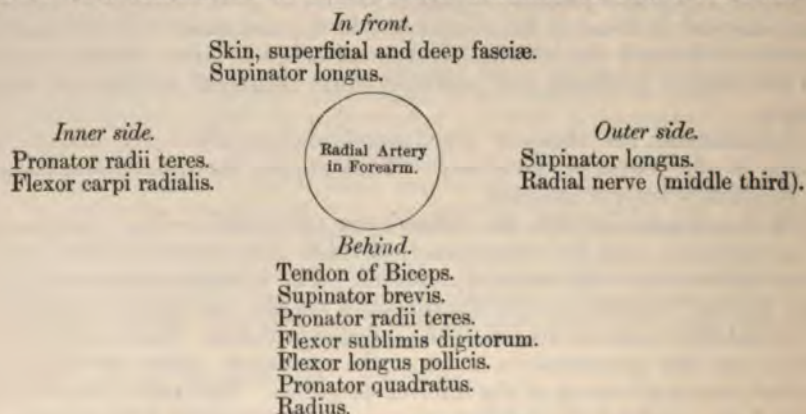 In front.
Skin, superficial and deep fasciæ.
Supinator longus.
Inner side.
Pronator radii teres.
Flexor carpi radialis.
Radial Artery
in Forearm.
Outer side.
Supinator longus.
Radial nerve (middle third).
Behind.
Tendon of Biceps.
Supinator brevis.
Pronator radii teres.
Flexor sublimis digitorum.
Flexor longus pollicis.
Pronator quadratus.
Radius.